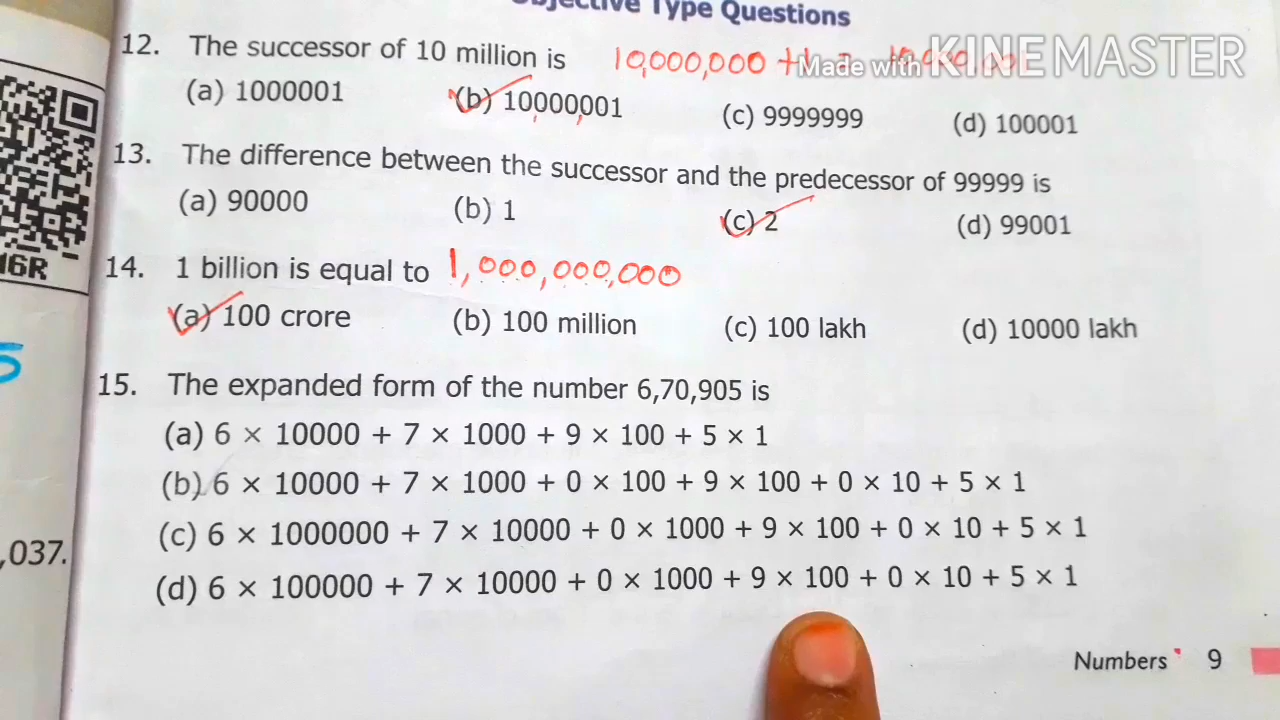 Objective Type Questions
12. The successor of 10 million is 10,000,000 +1
Made with KINEMASTER
(a) 1000001 (b) 10000001 (c) 9999999 (d) 100001
13. The difference between the successor and the predecessor of 99999 is
(a) 90000 (b) 1 (c) 2 (d) 99001
16R
14. 1 billion is equal to 1,000,000,000
(a) 100 crore (b) 100 million (c) 100 lakh (d) 10000 lakh
5
15. The expanded form of the number 6,70,905 is
(a) 6 × 10000 + 7 × 1000 + 9 × 100 + 5 × 1
(b) 6 × 10000 + 7 × 1000 + 0 × 100 + 9 × 100 + 0 × 10 + 5 × 1
(c) 6 × 1000000 + 7 × 10000 + 0 × 1000 + 9 × 100 + 0 × 10 + 5 × 1
,037.
(d) 6 × 100000 + 7 × 10000 + 0 × 1000 + 9 × 100 + 0 × 10 + 5 × 1
Numbers 9